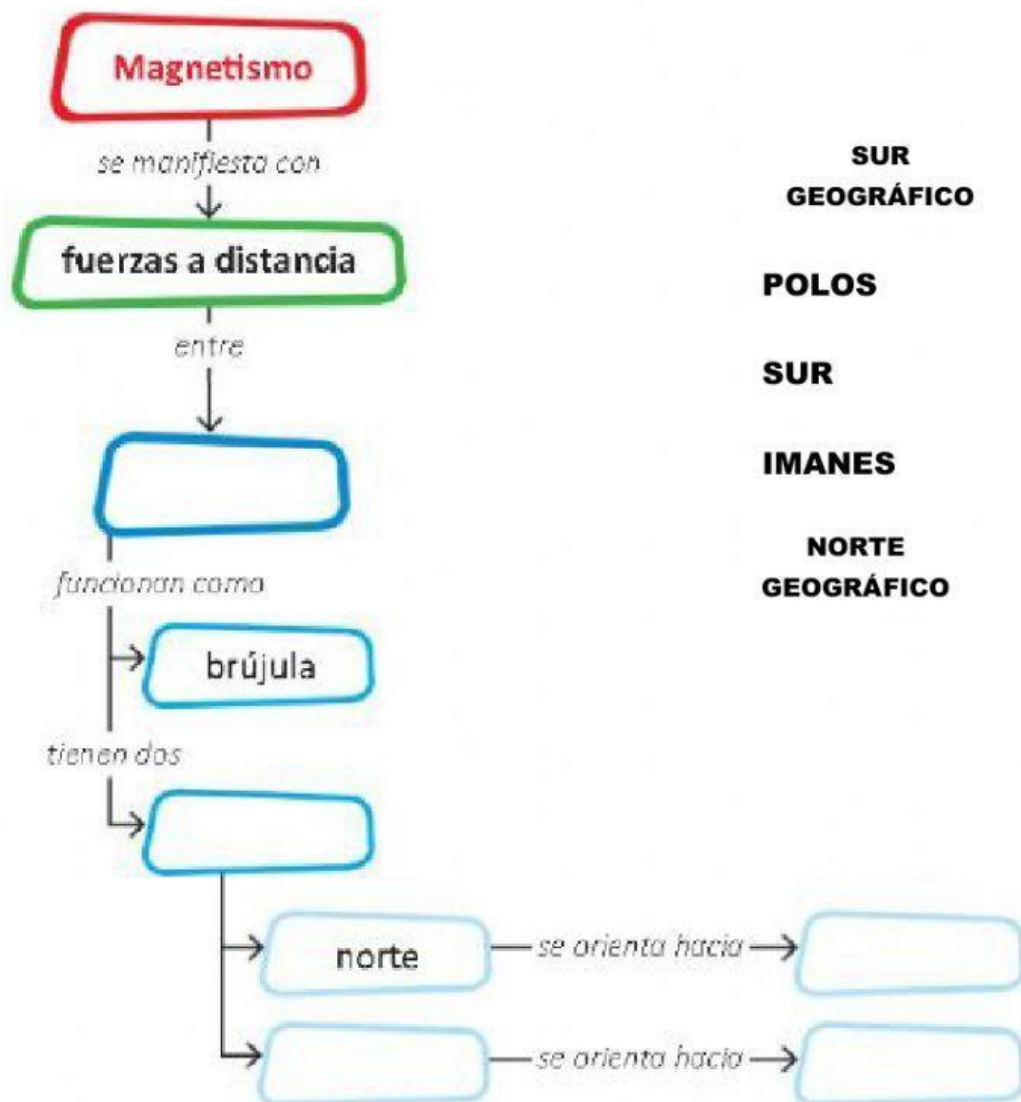 Magnetismo
se manifiesta con
fuerzas a distancia
entre
funcionan como
brújula
tienen dos
norte
se orienta hacia
se orienta hacia
SUR
GEOGRÁFICO
POLOS
SUR
IMANES
NORTE
GEOGRÁFICO